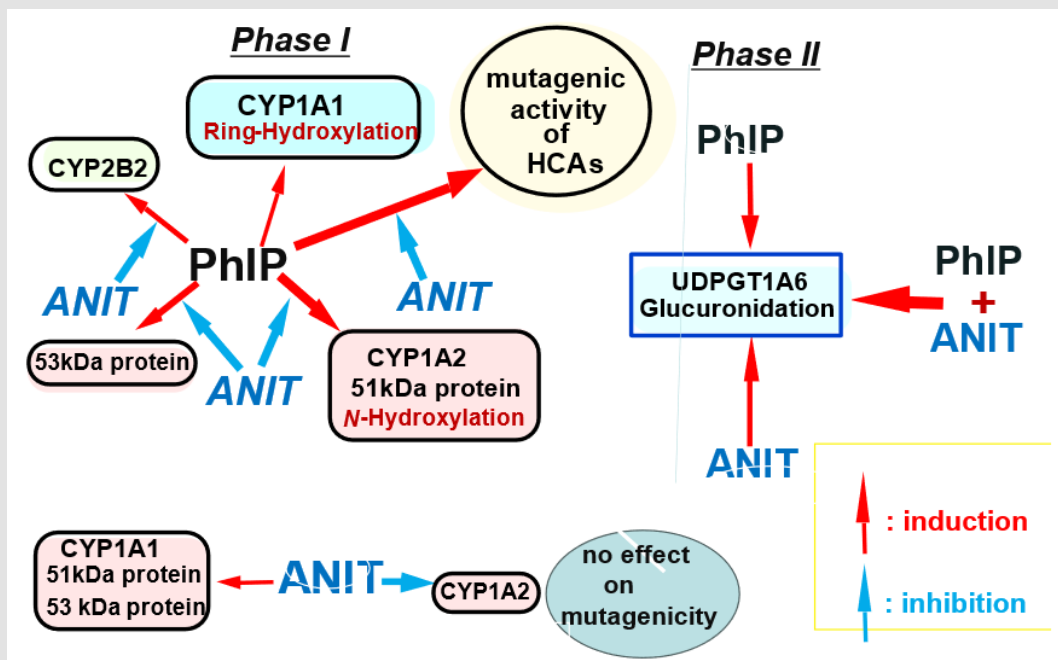 Phase I
CYP1A1
Ring-Hydroxylation
mutagenic
activity
of
HCAs
CYP2B2
PhIP
ANIT
ANIT
53kDa protein
ANIT
CYP1A2
51kDa protein
N-Hydroxylation
Phase II
PhIP
UDPGT1A6
Glucuronidation
PhIP
+
ANIT
ANIT
CYP1A1
51kDa protein
53 kDa protein
ANIT
CYP1A2
no effect
on
mutagenicity
: induction
: inhibition